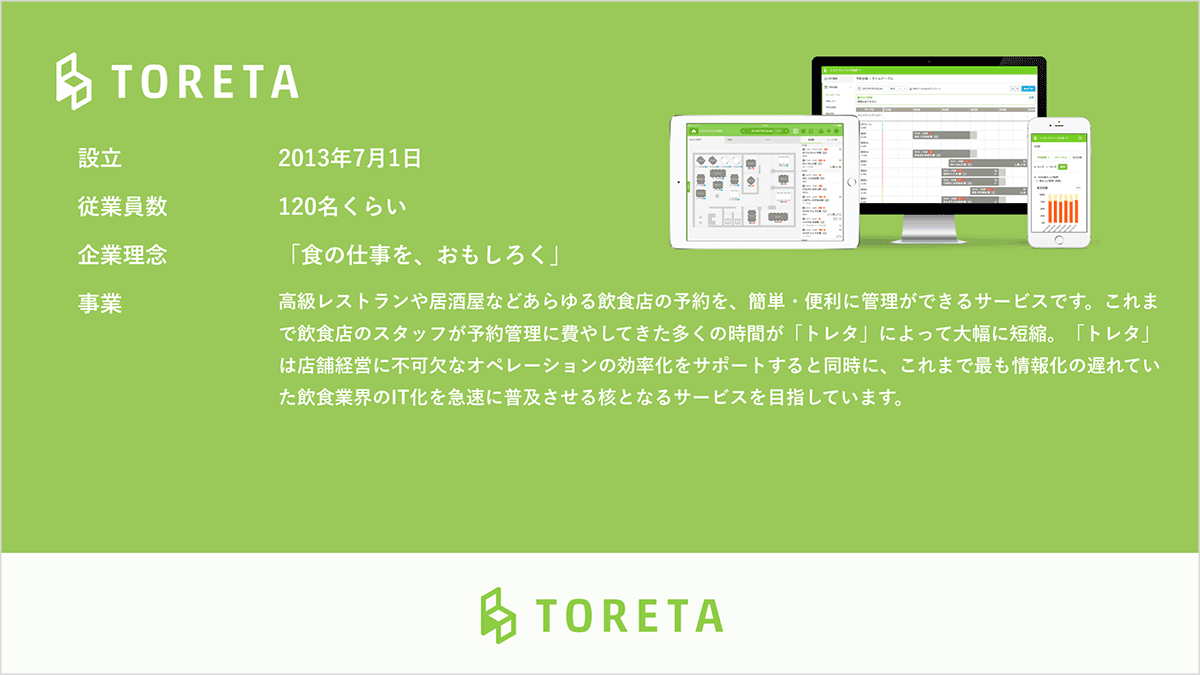 TORETA
設立 2013年7月1日
従業員数 120名くらい
企業理念 「食の仕事を、おもしろく」
事業 高級レストランや居酒屋などあらゆる飲食店の予約を、簡単・便利に管理ができるサービスです。これま
で飲食店のスタッフが予約管理に費やしてきた多くの時間が「トレタ」によって大幅に短縮。「トレタ」
は店舗経営に不可欠なオペレーションの効率化をサポートすると同時に、これまで最も情報化の遅れてい
た飲食業界のIT化を急速に普及させる核となるサービスを目指しています。
TORETA